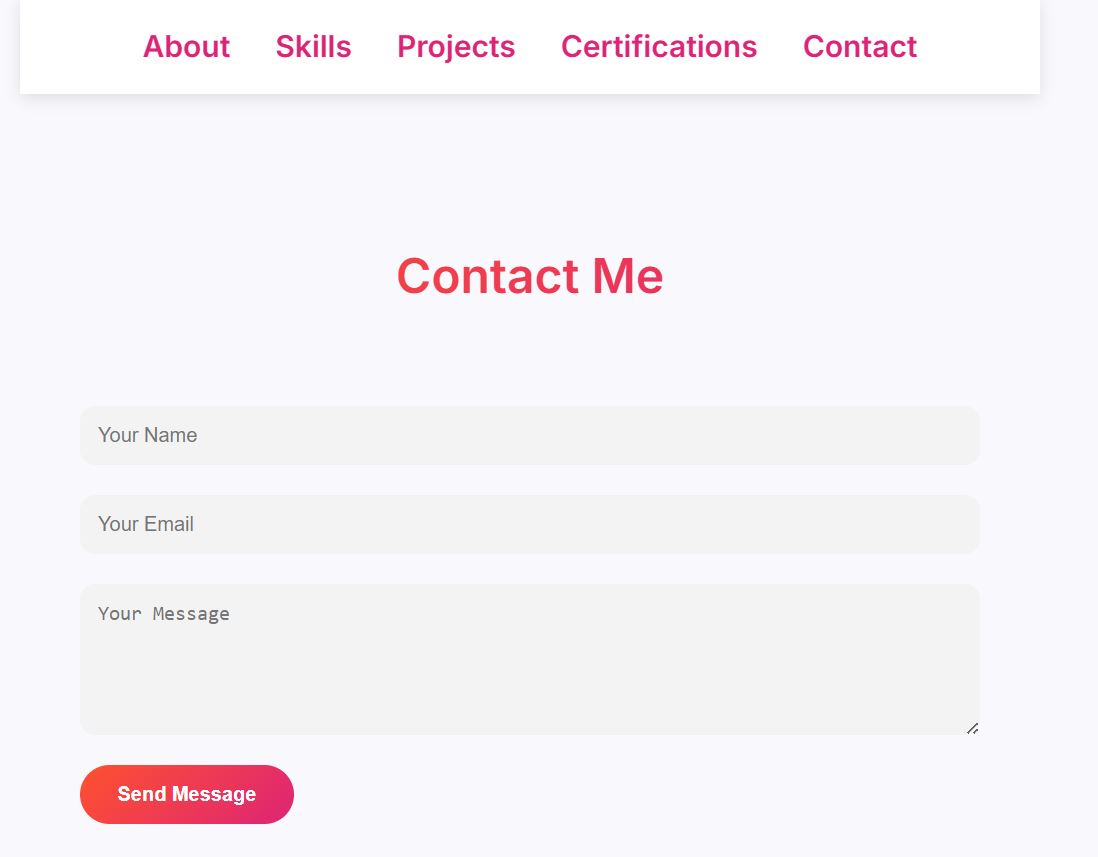 About Skills Projects Certifications Contact
Contact Me
Your Name
Your Email
Your Message
Send Message